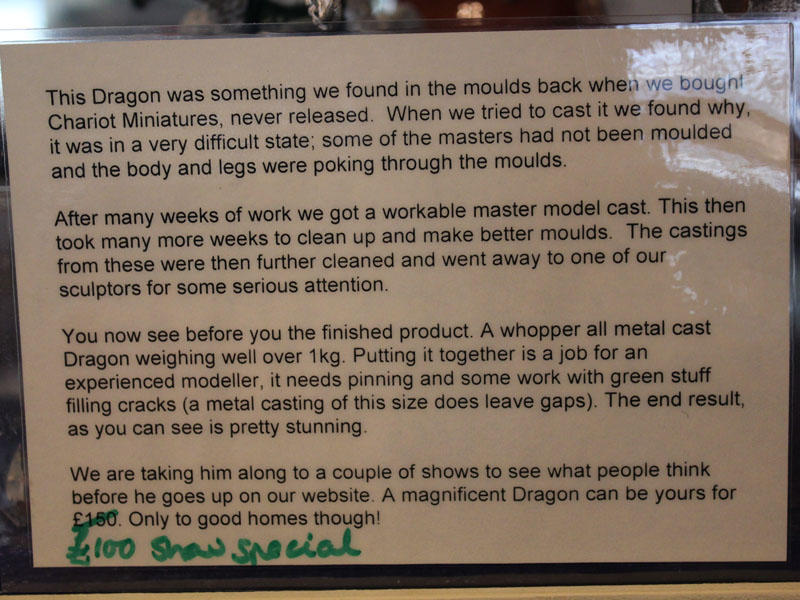 This Dragon was something we found in the moulds back when we bought
Chariot Miniatures, never released.  When we tried to cast it we found why,
it was in a very difficult state; some of the masters had not been moulded
and the body and legs were poking through the moulds.
After many weeks of work we got a workable master model cast. This then
took many more weeks to clean up and make better moulds.  The castings
from these were then further cleaned and went away to one of our
sculptors for some serious attention.
You now see before you the finished product. A whopper all metal cast
Dragon weighing well over 1kg. Putting it together is a job for an
experienced modeller, it needs pinning and some work with green stuff
filling cracks (a metal casting of this size does leave gaps). The end result,
as you can see is pretty stunning.
We are taking him along to a couple of shows to see what people think
before he goes up on our website. A magnificent Dragon can be yours for
£150. Only to good homes though!
£100 Show special